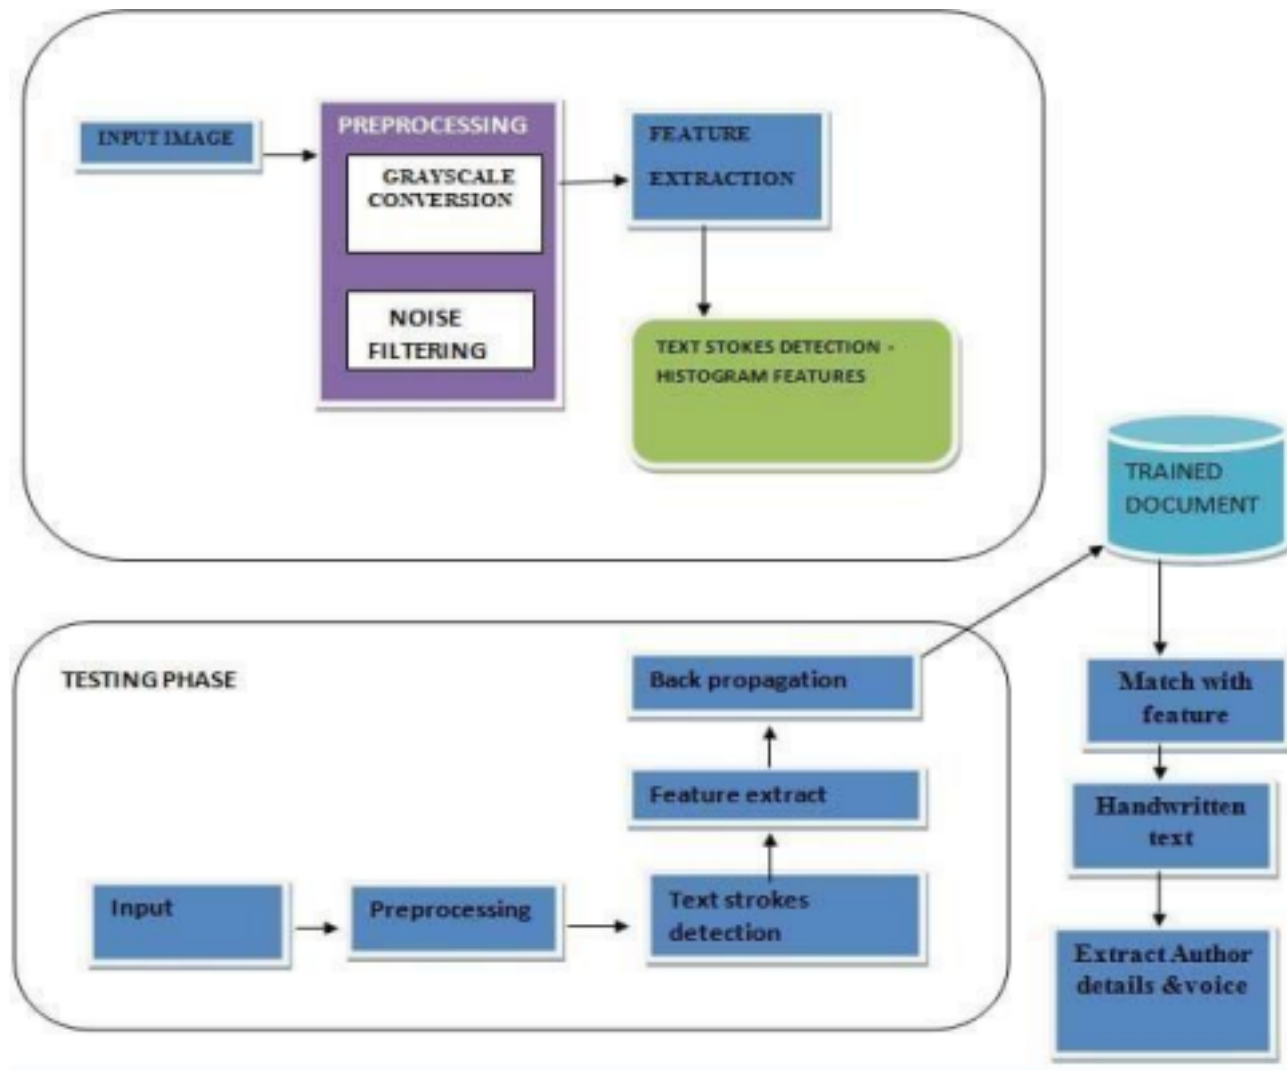 INPUT IMAGE
PREPROCESSING
GRAYSCALE
CONVERSION
NOISE
FILTERING
FEATURE
EXTRACTION
TEXT STOKES DETECTION -
HISTOGRAM FEATURES
TRAINED
DOCUMENT
TESTING PHASE
Back propagation
Feature extract
Input
Preprocessing
Text strokes
detection
Match with
feature
Handwritten
text
Extract Author
details &voice